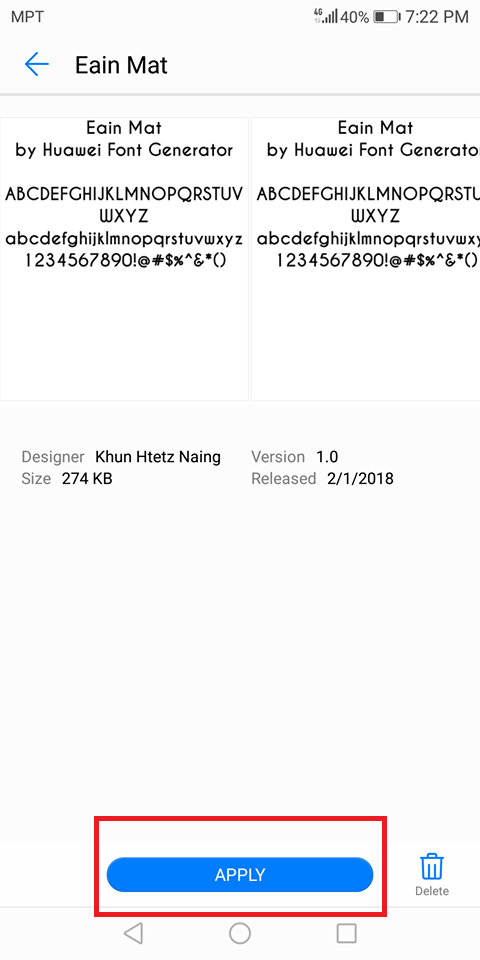 MPT 4G 40% 7:22 PM
Eain Mat
Eain Mat
by Huawei Font Generator
ABCDEFGHIJKLMNOPQRSTUV
WXYZ
abcdefghijklmnopqrstuvwxyz
1234567890!@#$%^&*()
Eain Mat
by Huawei Font Generator
ABCDEFGHIJKLMNOPQRSTU
WXYZ
abcdefghijklmnopqrstuvwxy
1234567890!@#$%^&*()
Designer Khun Htetz Naing
Size 274 KB
Version 1.0
Released 2/1/2018
APPLY
Delete